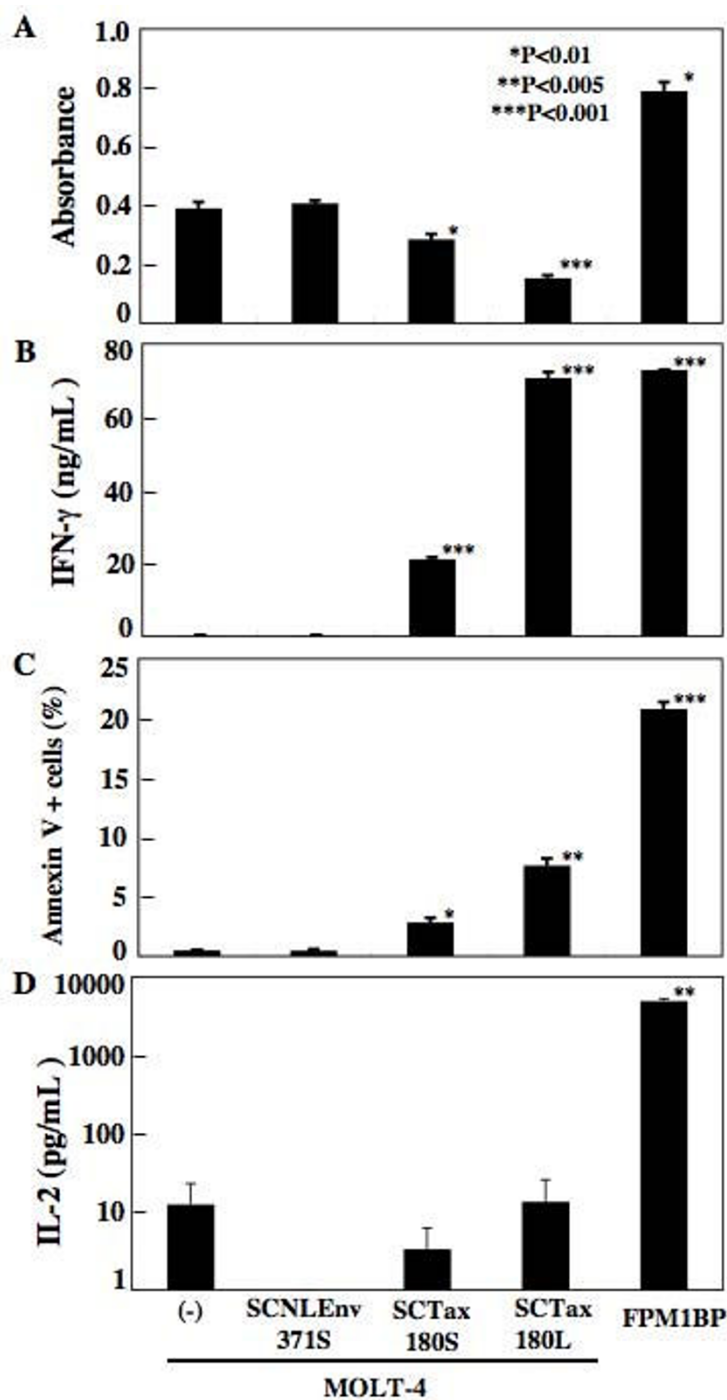 A
Absorbance
1.0
0.8
0.6
0.4
0.2
0
*P<0.01
**P<0.005
***P<0.001
*
***
*
B
IFN-γ (ng/mL )
80
60
40
20
0
***
***
***
C
Annexin V + cells (%)
25
20
15
10
5
0
*
**
***
D
IL-2 (pg/mL )
10000
1000
100
10
1
**
(-)
SCNLEnv
371S
SCTax
180S
SCTax
180L
FPM1BP
MOLT-4